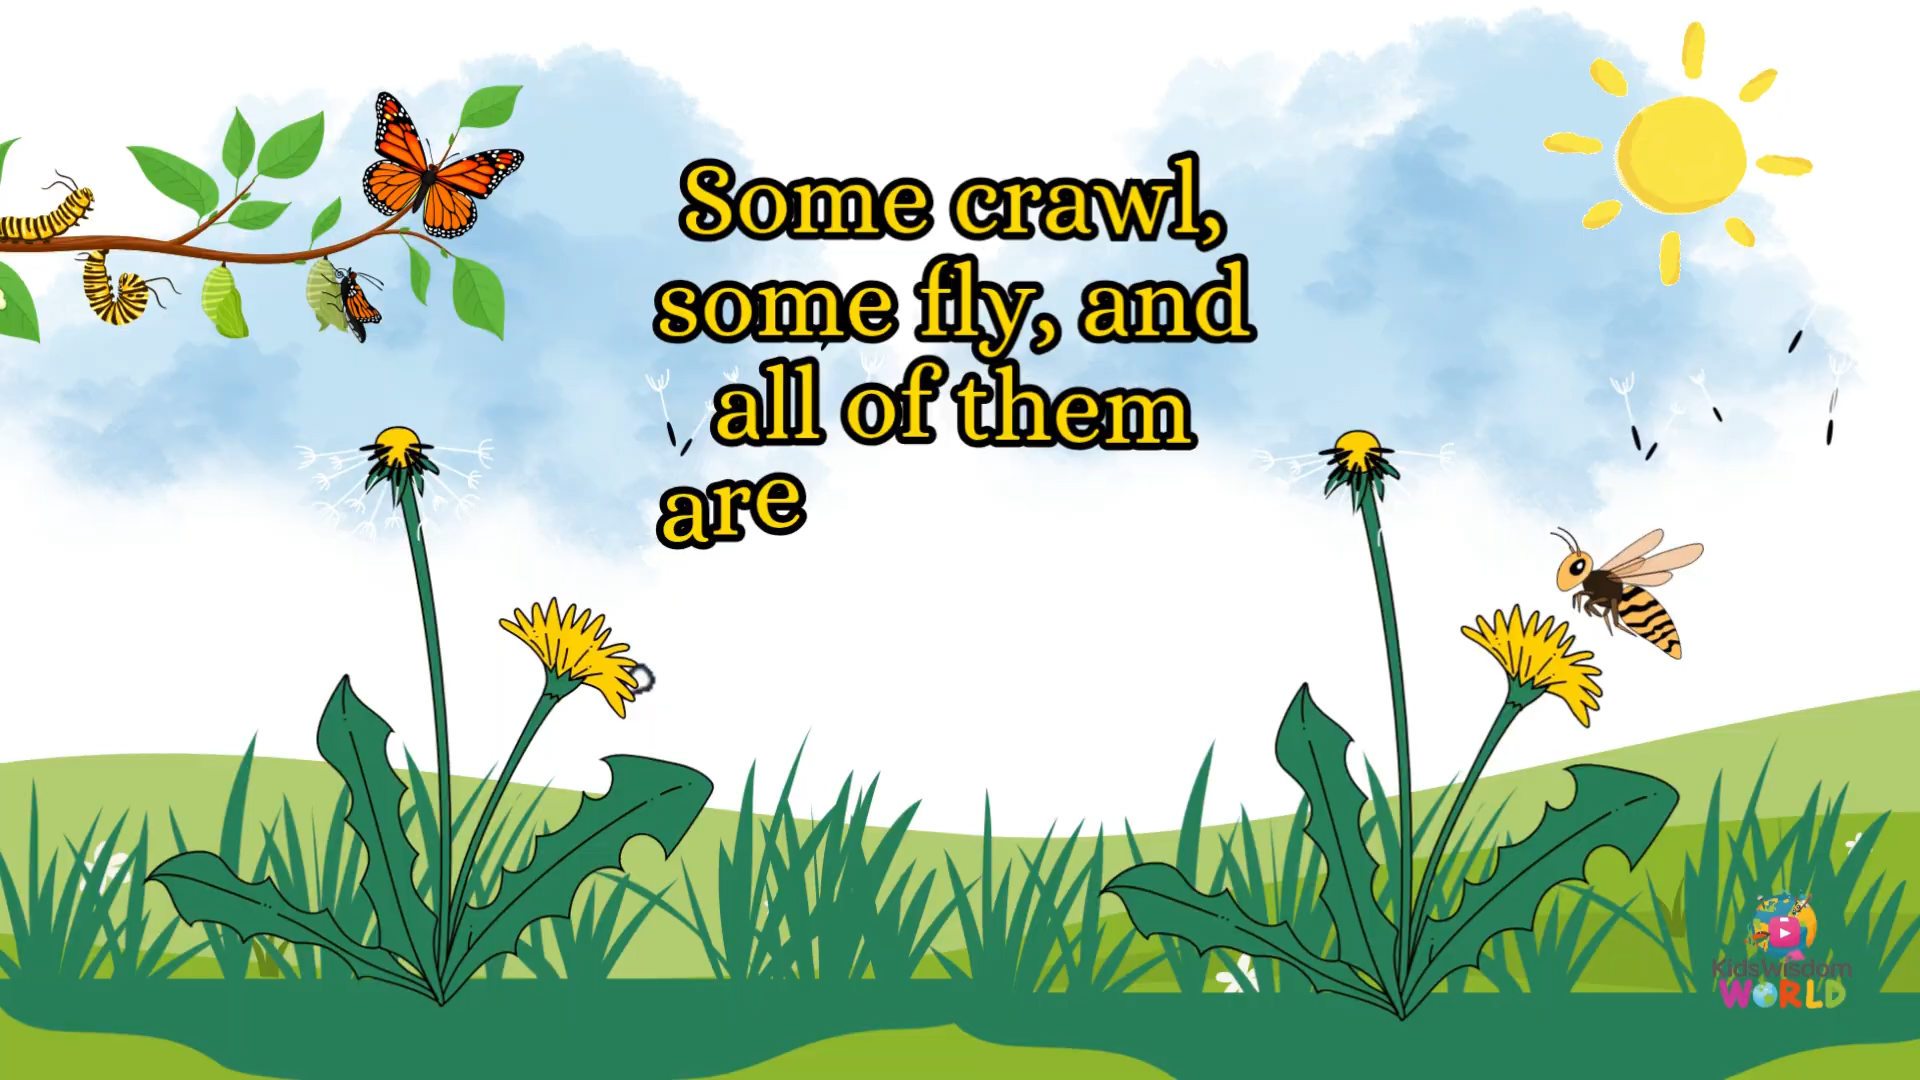 Some crawl,
some fly, and
all of them
are
KidsWisdom
WORLD